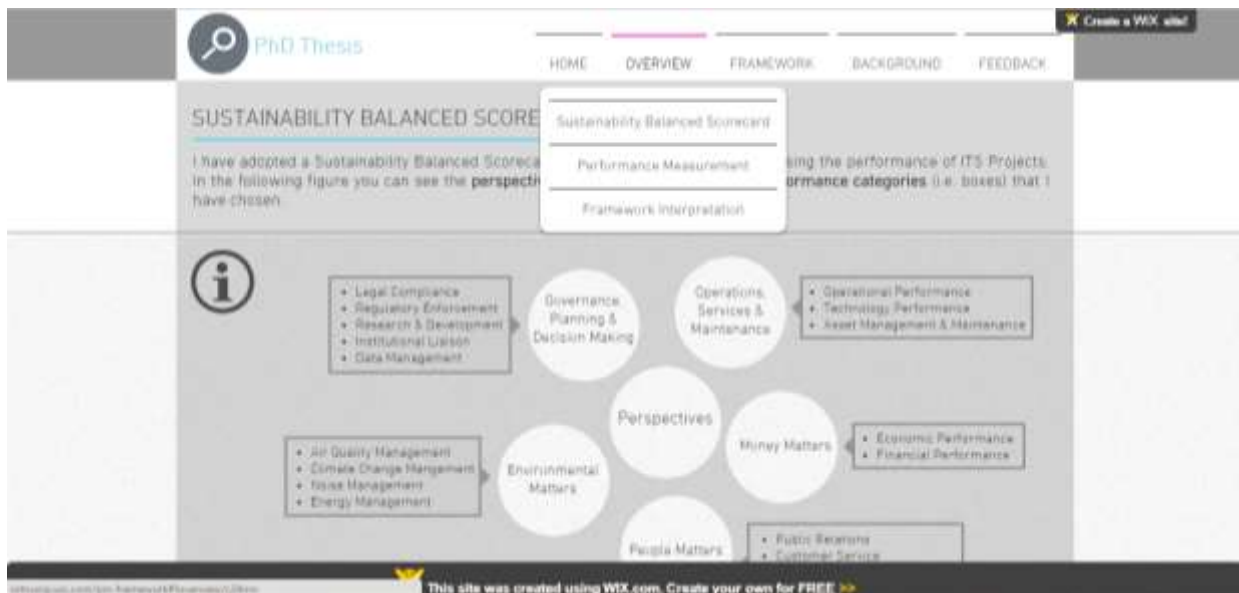 Create a WIX site!
PhD Thesis
HOME OVERVIEW FRAMEWORK BACKGROUND FEEDBACK
SUSTAINABILITY BALANCED SCORE
Sustainability Balanced Scorecard
Performance Measurement
Framework Interpretation
I have adopted a Sustainability Balanced Scoreca sing the performance of ITS Projects.
In the following figure you can see the perspecti ormance categories (i.e. boxes) that I
have chosen
• Legal Compliance
• Regulatory Enforcement
• Research & Development
• Institutional Liaison
• Data Management
Governance
Planning &
Decision Making
Operations,
Services &
Maintenance
• Operational Performance
• Technology Performance
• Asset Management & Maintenance
Perspectives
• Air Quality Management
• Climate Change Mangement
• Noise Management
• Energy Management
Environmental
Matters
Money Matters
• Economic Performance
• Financial Performance
People Matters
• Public Relations
• Customer Service
This site was created using WIX.com. Create your own for FREE >>